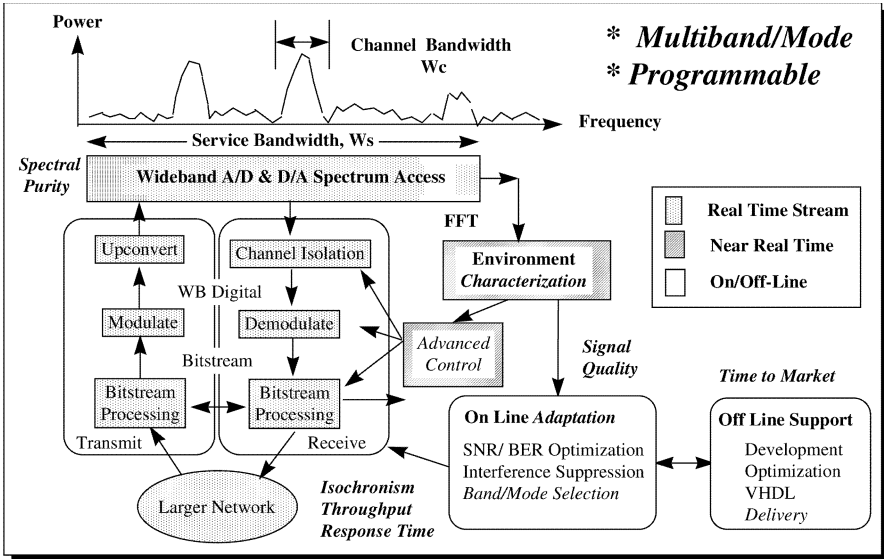 Power
Channel Bandwidth
Wc
* Multiband/Mode
* Programmable
Frequency
Service Bandwidth, Ws
Spectral
Purity
Wideband A/D & D/A Spectrum Access
FFT
Real Time Stream
Near Real Time
On/Off-Line
Upconvert
Channel Isolation
Environment
Characterization
WB Digital
Modulate
Demodulate
Advanced
Control
Bitstream
Signal
Quality
Time to Market
Bitstream
Processing
Bitstream
Processing
Transmit
Receive
On Line Adaptation
SNR/ BER Optimization
Interference Suppression
Band/Mode Selection
Off Line Support
Development
Optimization
VHDL
Delivery
Larger Network
Isochronism
Throughput
Response Time